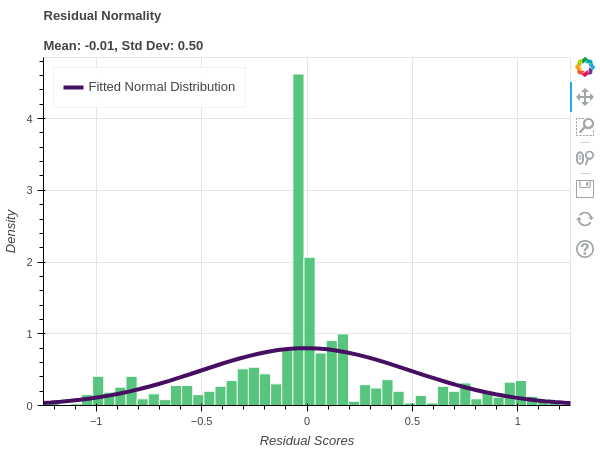 Residual Normality
Mean: -0.01, Std Dev: 0.50
Fitted Normal Distribution
4
3
2
1
0
Density
−1
−0.5
0
0.5
1
Residual Scores